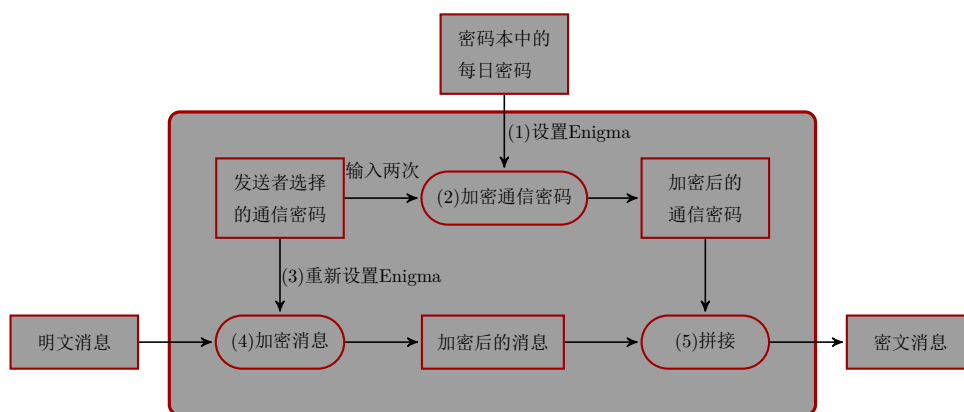 密码本中的
每日密码
(1)设置Enigma
发送者选择
的通信密码
输入两次
(2)加密通信密码
加密后的
通信密码
(3)重新设置Enigma
明文消息
(4)加密消息
加密后的消息
(5)拼接
密文消息